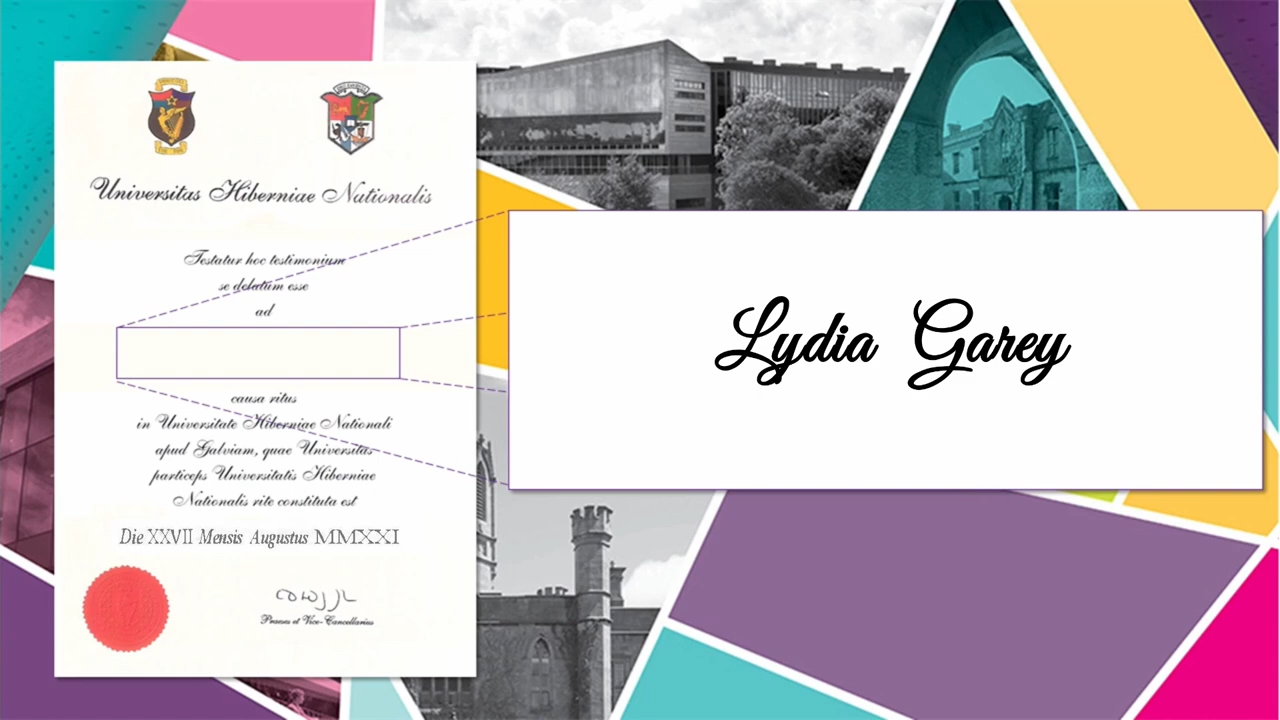 Universitas Hiberniae Nationalis
Testatur hoc testimonium
se delatum esse
ad
causa ritus
in Universitate Hiberniae Nationali
apud Galviam, quae Universitas
particeps Universitatis Hiberniae
Nationalis rite constituta est
Die XXVII Mensis Augustus MMXXI
Praeses et Vice-Cancellarius
Lydia Garey